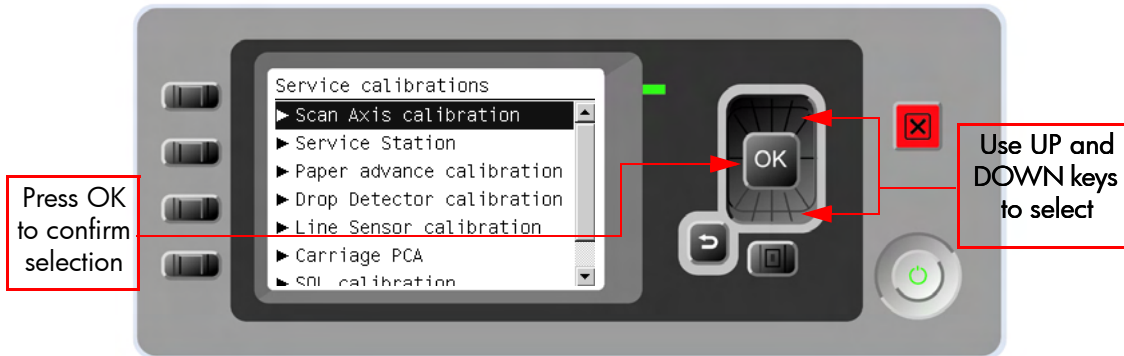 Service calibrations
Scan Axis calibration
Service Station
Paper advance calibration
Drop Detector calibration
Line Sensor calibration
Carriage PCA
SOL calibration
OK
Press OK
to confirm
selection
Use UP and
DOWN keys
to select